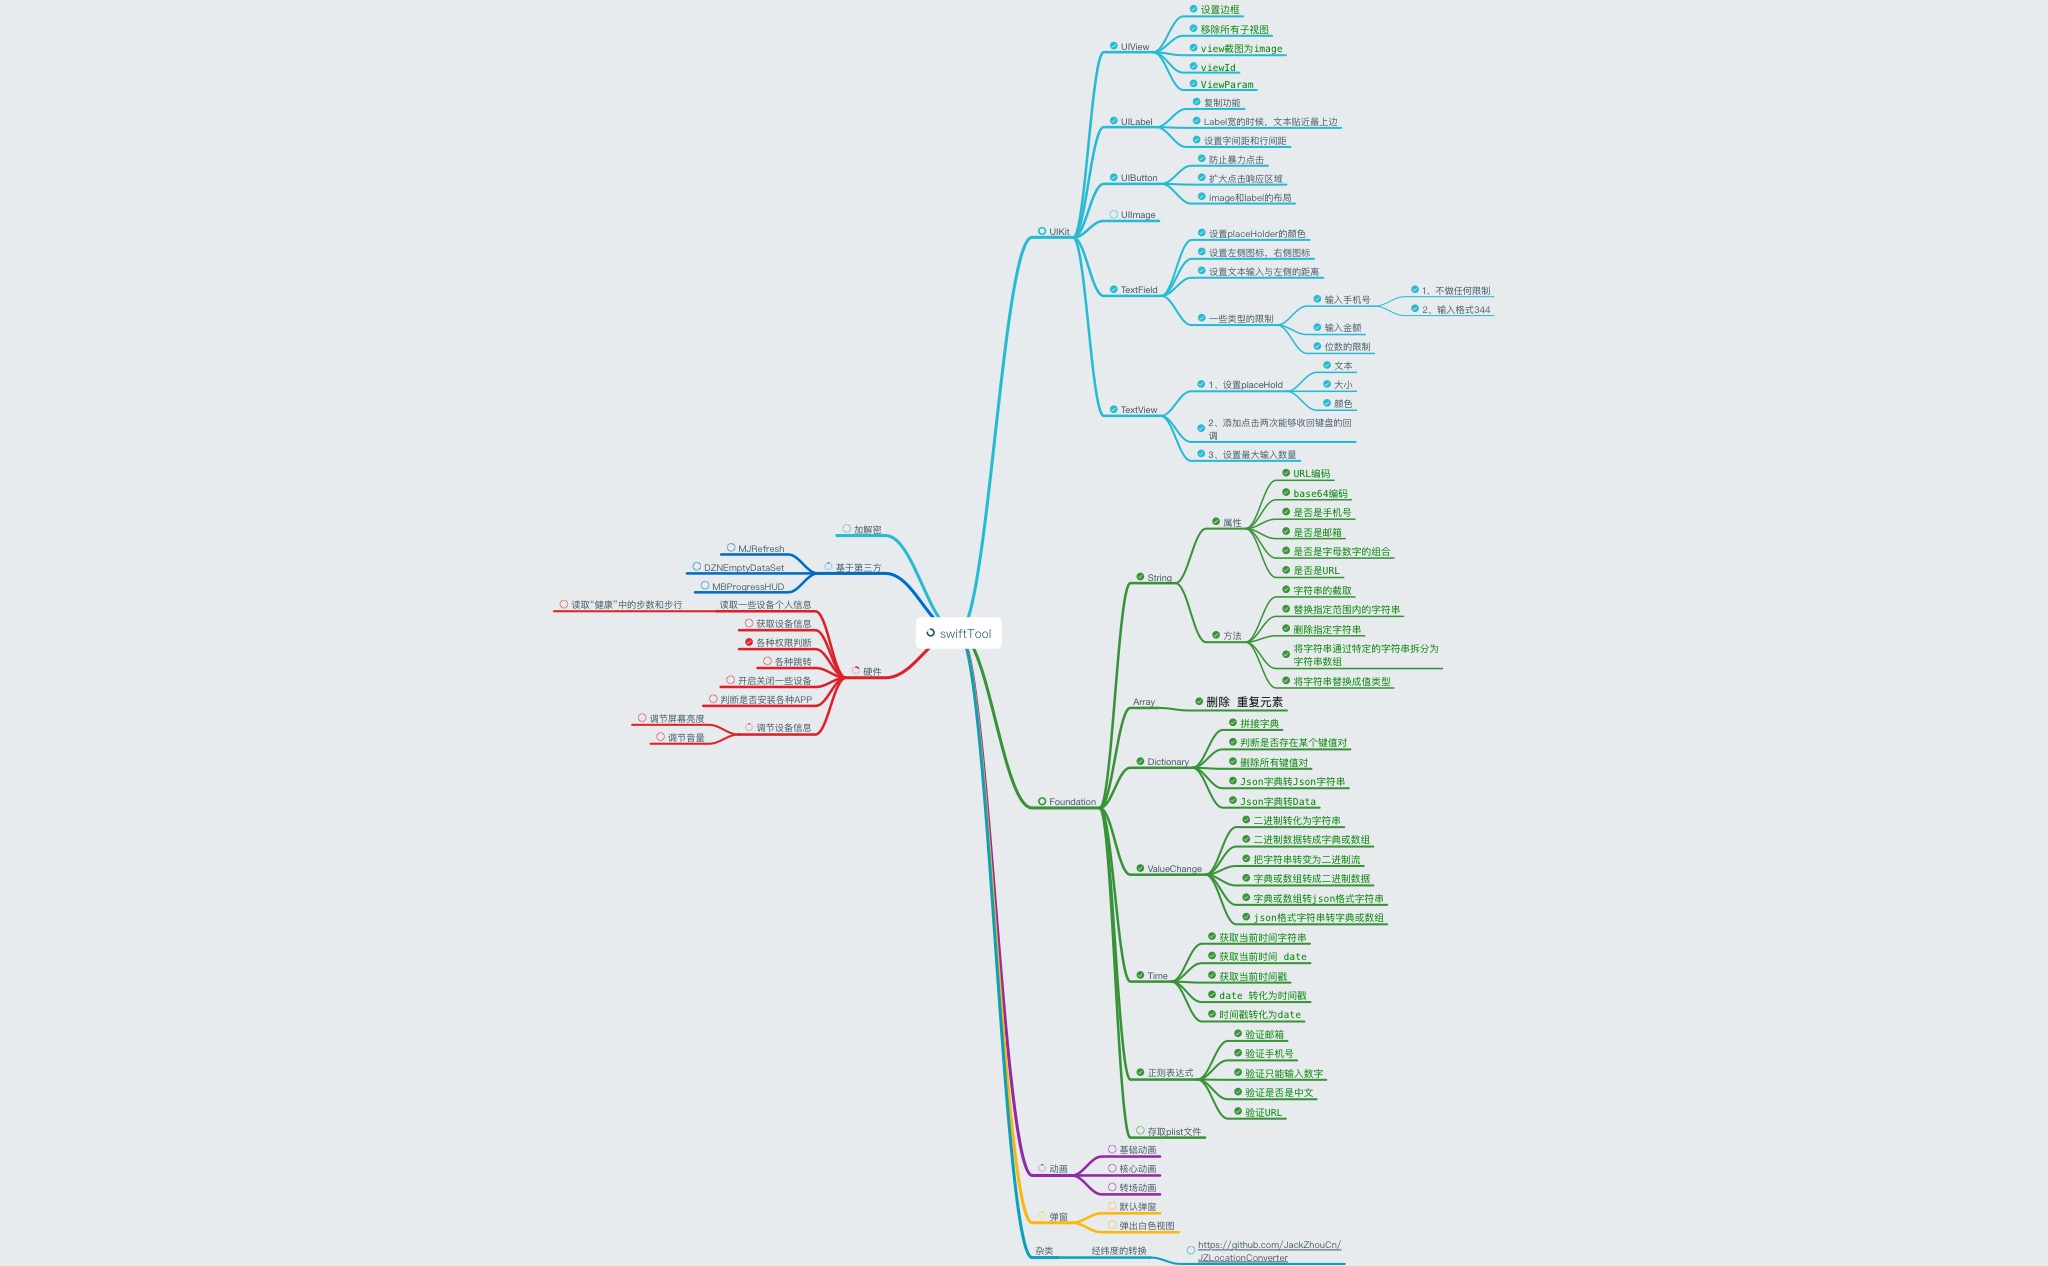 swiftTool
UIKit
UIView
设置边框
移除所有子视图
view截图为image
viewId
ViewParam
UILabel
复制功能
Label宽的时候，文本贴近最上边
设置字间距和行间距
UIButton
防止暴力点击
扩大点击响应区域
image和label的布局
UIImage
TextField
设置placeHolder的颜色
设置左侧图标，右侧图标
设置文本输入与左侧的距离
一些类型的限制
输入手机号
1、不做任何限制
2、输入格式344
输入金额
位数的限制
TextView
1、设置placeHold
文本
大小
颜色
2、添加点击两次能够收回键盘的回
调
3、设置最大输入数量
Foundation
String
属性
URL编码
base64编码
是否是手机号
是否是邮箱
是否是字母数字的组合
是否是URL
方法
字符串的截取
替换指定范围内的字符串
删除指定字符串
将字符串通过特定的字符串拆分为
字符串数组
将字符串替换成值类型
Array
删除 重复元素
Dictionary
拼接字典
判断是否存在某个键值对
删除所有键值对
Json字典转Json字符串
Json字典转Data
ValueChange
二进制转化为字符串
二进制数据转成字典或数组
把字符串转变为二进制流
字典或数组转成二进制数据
字典或数组转json格式字符串
json格式字符串转字典或数组
Time
获取当前时间字符串
获取当前时间 date
获取当前时间戳
date 转化为时间戳
时间戳转化为date
正则表达式
验证邮箱
验证手机号
验证只能输入数字
验证是否是中文
验证URL
存取plist文件
动画
基础动画
核心动画
转场动画
弹窗
默认弹窗
弹出白色视图
杂类
经纬度的转换
https://github.com/JackZhouCn/
JZLocationConverter
加解密
基于第三方
MJRefresh
DZNEmptyDataSet
MBProgressHUD
硬件
读取一些设备个人信息
读取“健康”中的步数和步行
获取设备信息
各种权限判断
各种跳转
开启关闭一些设备
判断是否安装各种APP
调节设备信息
调节屏幕亮度
调节音量